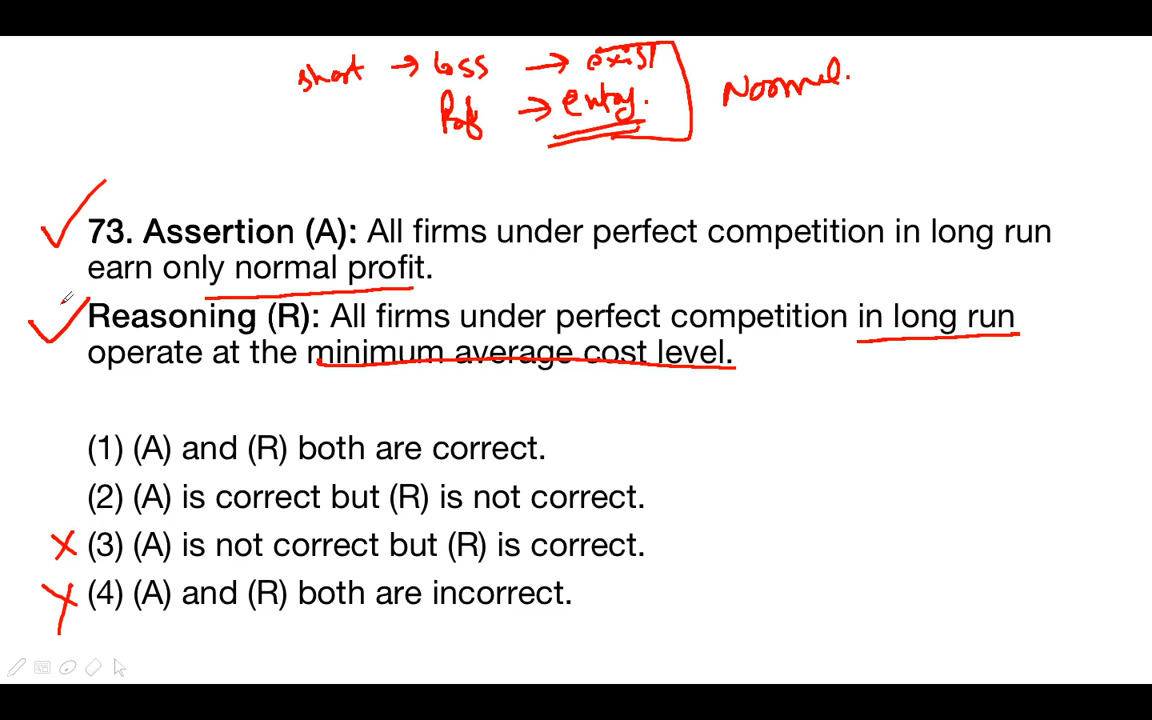 short → loss → exist
Prof → entry.
Normal.
73. Assertion (A): All firms under perfect competition in long run
earn only normal profit.
Reasoning (R): All firms under perfect competition in long run
operate at the minimum average cost level.
(1) (A) and (R) both are correct.
(2) (A) is correct but (R) is not correct.
(3) (A) is not correct but (R) is correct.
(4) (A) and (R) both are incorrect.